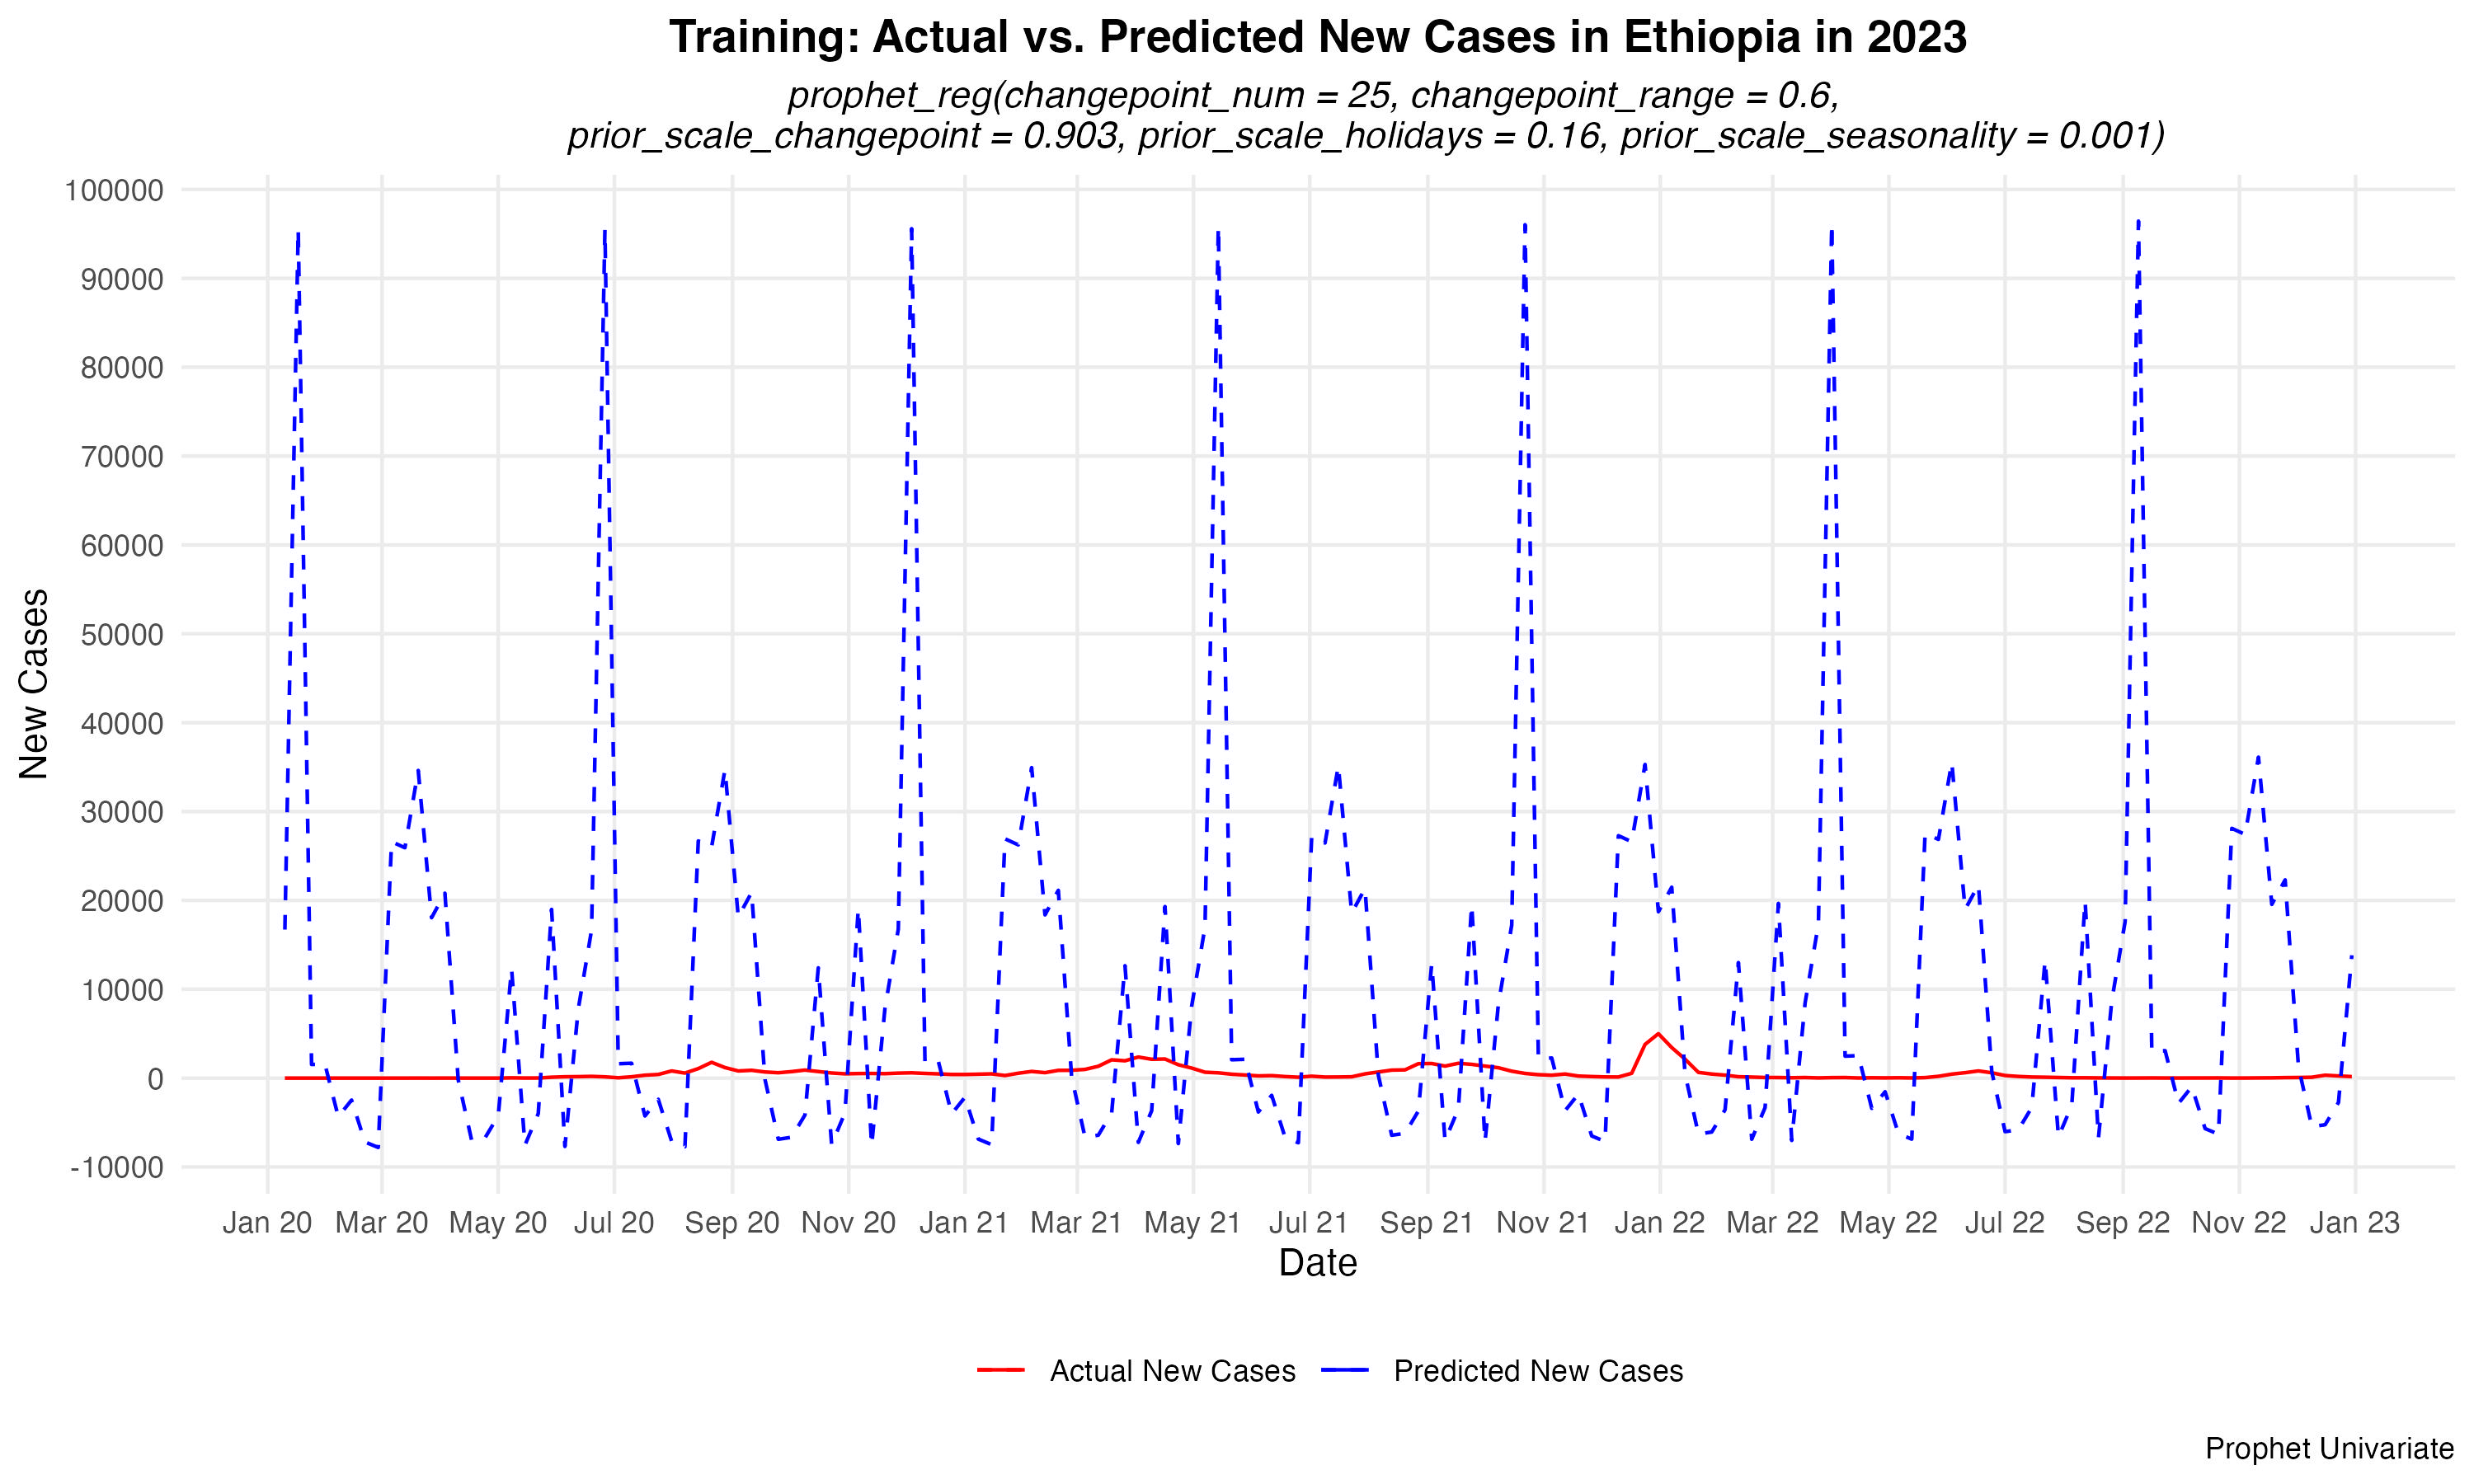 Training: Actual vs. Predicted New Cases in Ethiopia in 2023
prophet_reg(changepoint_num = 25, changepoint_range = 0.6,
prior_scale_changepoint = 0.903, prior_scale_holidays = 0.16, prior_scale_seasonality = 0.001)
New Cases
100000
90000
80000
70000
60000
50000
40000
30000
20000
10000
0
-10000
Jan 20 Mar 20 May 20 Jul 20 Sep 20 Nov 20 Jan 21 Mar 21 May 21 Jul 21 Sep 21 Nov 21 Jan 22 Mar 22 May 22 Jul 22 Sep 22 Nov 22 Jan 23
Date
Actual New Cases Predicted New Cases
Prophet Univariate